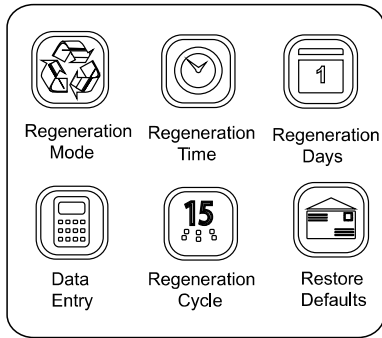 1
Regeneration Mode
Regeneration Time
Regeneration Days
15
Data Entry
Regeneration Cycle
Restore Defaults